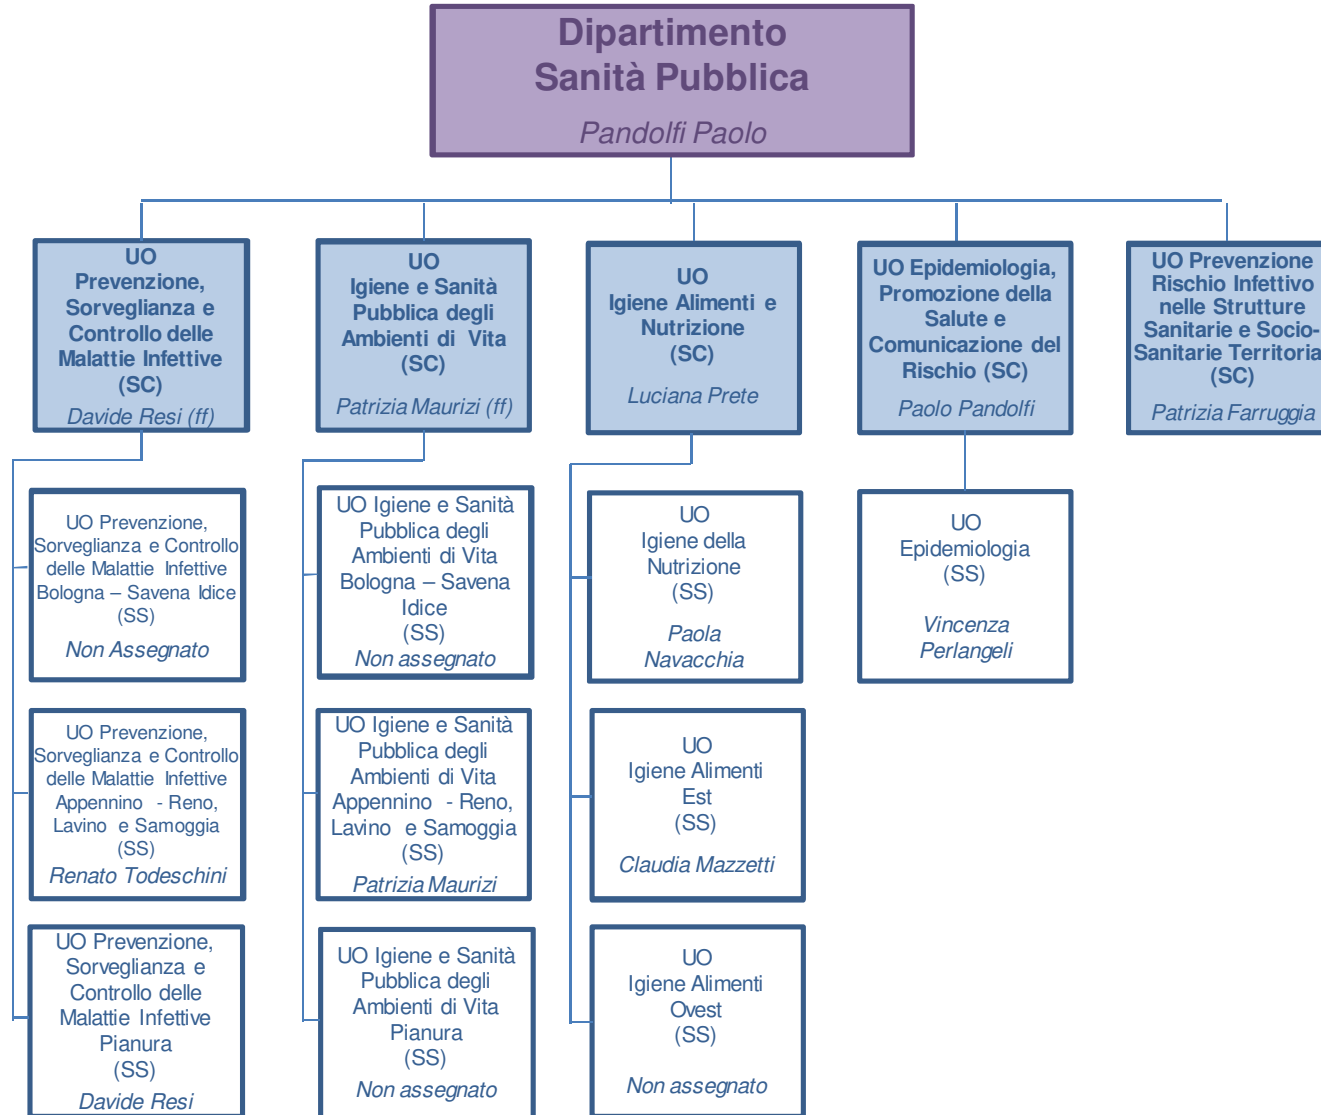 Dipartimento
Sanità Pubblica
Pandolfi Paolo
UO
Prevenzione,
Sorveglianza e
Controllo delle
Malattie Infettive
(SC)
Davide Resi (ff)
UO
Igiene e Sanità
Pubblica degli
Ambienti di Vita
(SC)
Patrizia Maurizi (ff)
UO
Igiene Alimenti e
Nutrizione
(SC)
Luciana Prete
UO Epidemiologia,
Promozione della
Salute e
Comunicazione del
Rischio (SC)
Paolo Pandolfi
UO Prevenzione
Rischio Infettivo
nelle Strutture
Sanitarie e Socio-
Sanitarie Territoria
(SC)
Patrizia Farruggia
UO Prevenzione,
Sorveglianza e Controllo
delle Malattie Infettive
Bologna – Savena Idice
(SS)
Non Assegnato
UO Igiene e Sanità
Pubblica degli
Ambienti di Vita
Bologna – Savena
Idice
(SS)
Non assegnato
UO
Igiene della
Nutrizione
(SS)
Paola
Navacchia
UO
Epidemiologia
(SS)
Vincenza
Perlangeli
UO Prevenzione,
Sorveglianza e Controllo
delle Malattie Infettive
Appennino - Reno,
Lavino e Samoggia
(SS)
Renato Todeschini
UO Igiene e Sanità
Pubblica degli
Ambienti di Vita
Appennino - Reno,
Lavino e Samoggia
(SS)
Patrizia Maurizi
UO
Igiene Alimenti
Est
(SS)
Claudia Mazzetti
UO Prevenzione,
Sorveglianza e
Controllo delle
Malattie Infettive
Pianura
(SS)
Davide Resi
UO Igiene e Sanità
Pubblica degli
Ambienti di Vita
Pianura
(SS)
Non assegnato
UO
Igiene Alimenti
Ovest
(SS)
Non assegnato